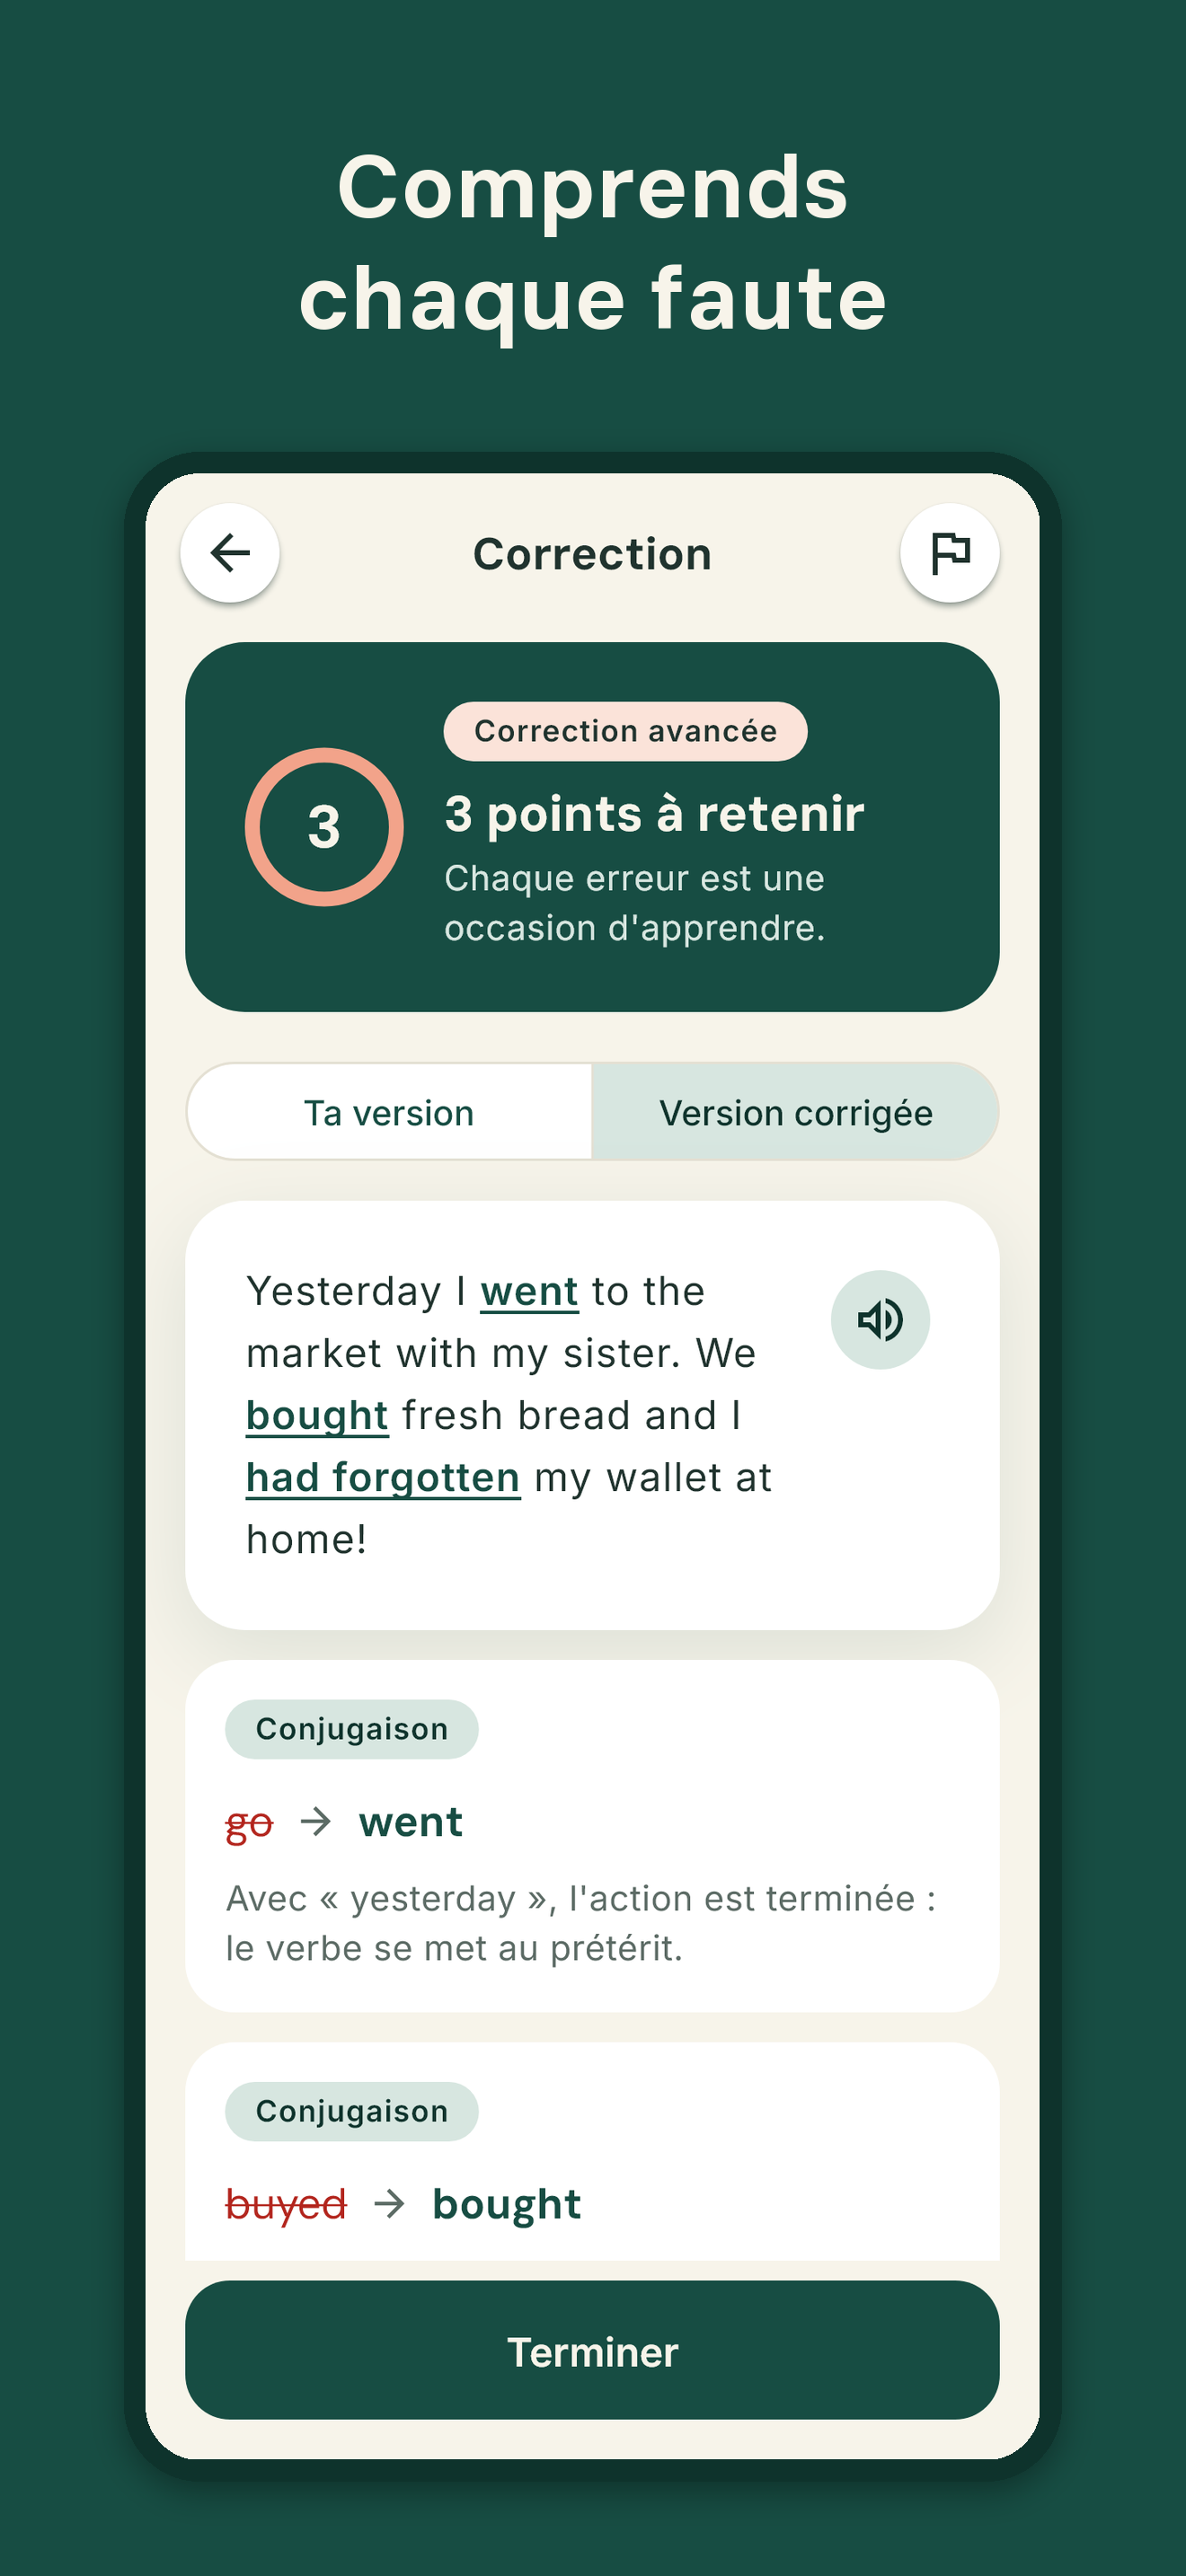 Comprends
chaque faute
Correction
3
Correction avancée
3 points à retenir
Chaque erreur est une
occasion d'apprendre.
Ta version
Version corrigée
Yesterday I went to the
market with my sister. We
bought fresh bread and I
had forgotten my wallet at
home!
Conjugaison
go → went
Avec « yesterday », l'action est terminée :
le verbe se met au prétérit.
Conjugaison
buyed → bought
Terminer